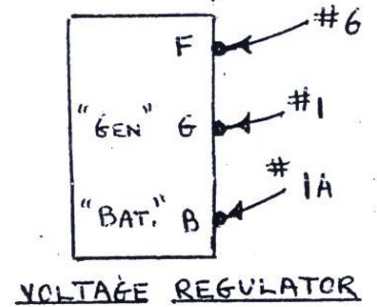 F #6
"GEN" G #1
"BAT." B # 1A
VOLTAGE REGULATOR